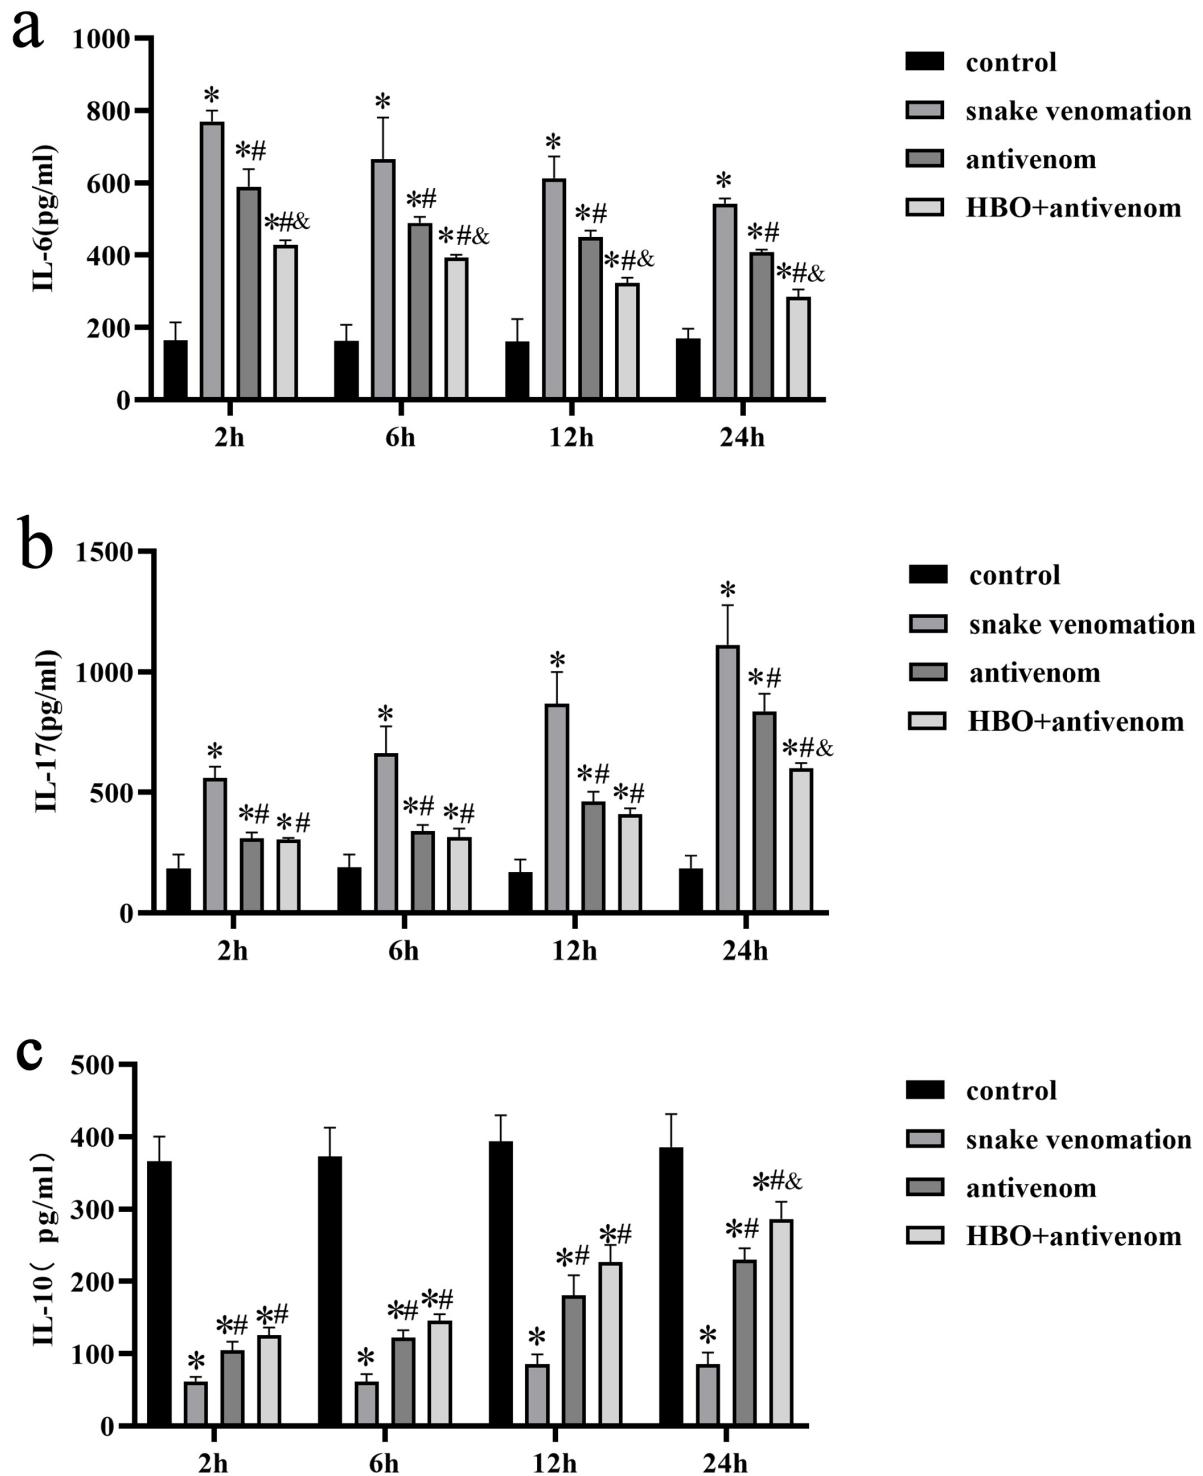 a
1000
800
600
400
200
0
IL-6(pg/ml)
* *# *#& * *# *#& * *# *#& * *# *#&
2h 6h 12h 24h
control
snake venomation
antivenom
HBO+antivenom
b
1500
1000
500
0
IL-17(pg/ml)
* *# *# * *# *# * *# *# * *# *#&
2h 6h 12h 24h
control
snake venomation
antivenom
HBO+antivenom
c
500
400
300
200
100
0
IL-10( pg/ml)
* *# *# * *# *# * *# *# * *# *#&
2h 6h 12h 24h
control
snake venomation
antivenom
HBO+antivenom